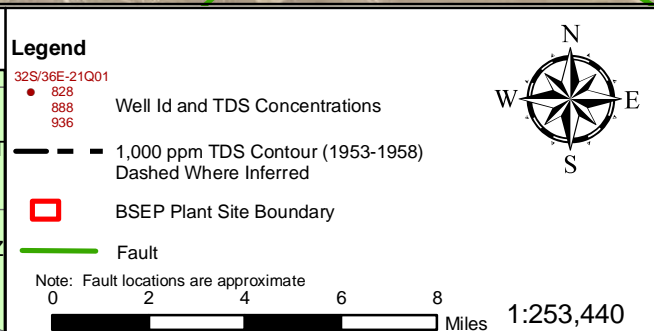 Legend
N
W E
S
32S/36E-21Q01
828
888
936
Well Id and TDS Concentrations
1,000 ppm TDS Contour (1953-1958)
Dashed Where Inferred
BSEP Plant Site Boundary
Fault
Note: Fault locations are approximate
0 2 4 6 8
Miles 1:253,440